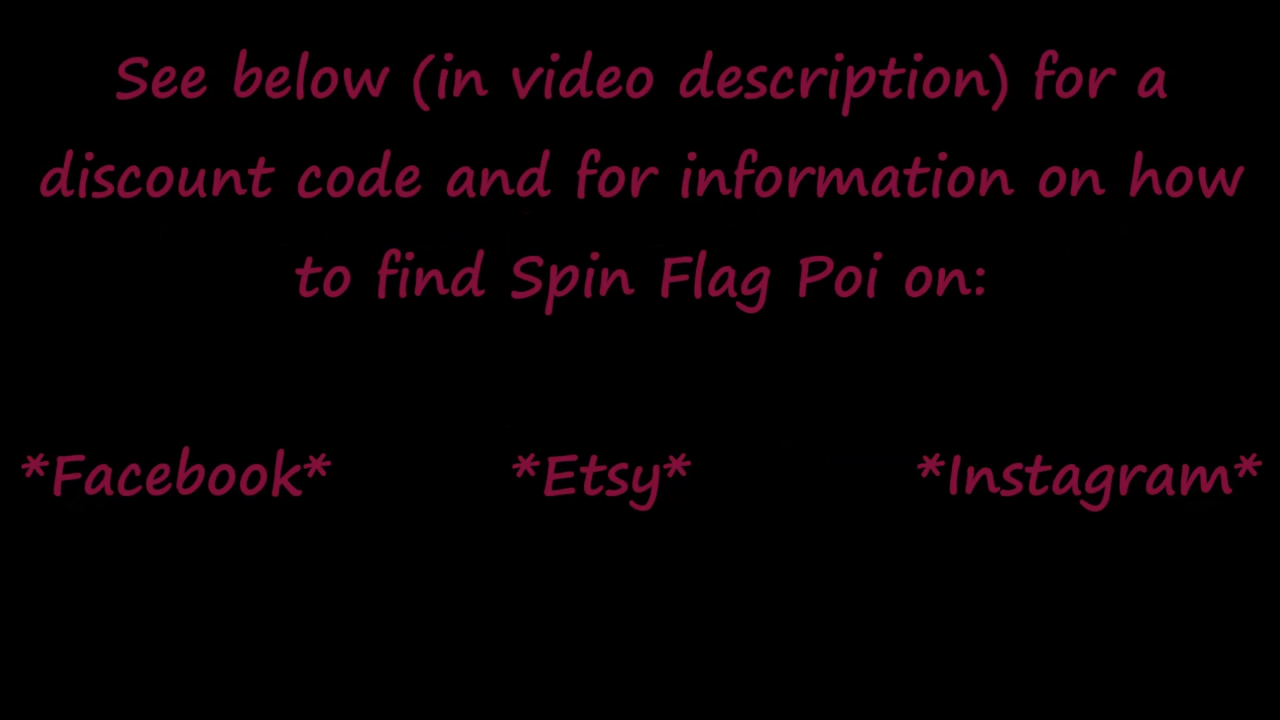 See below (in video description) for a
discount code and for information on how
to find Spin Flag Poi on:
*Facebook* *Etsy* *Instagram*